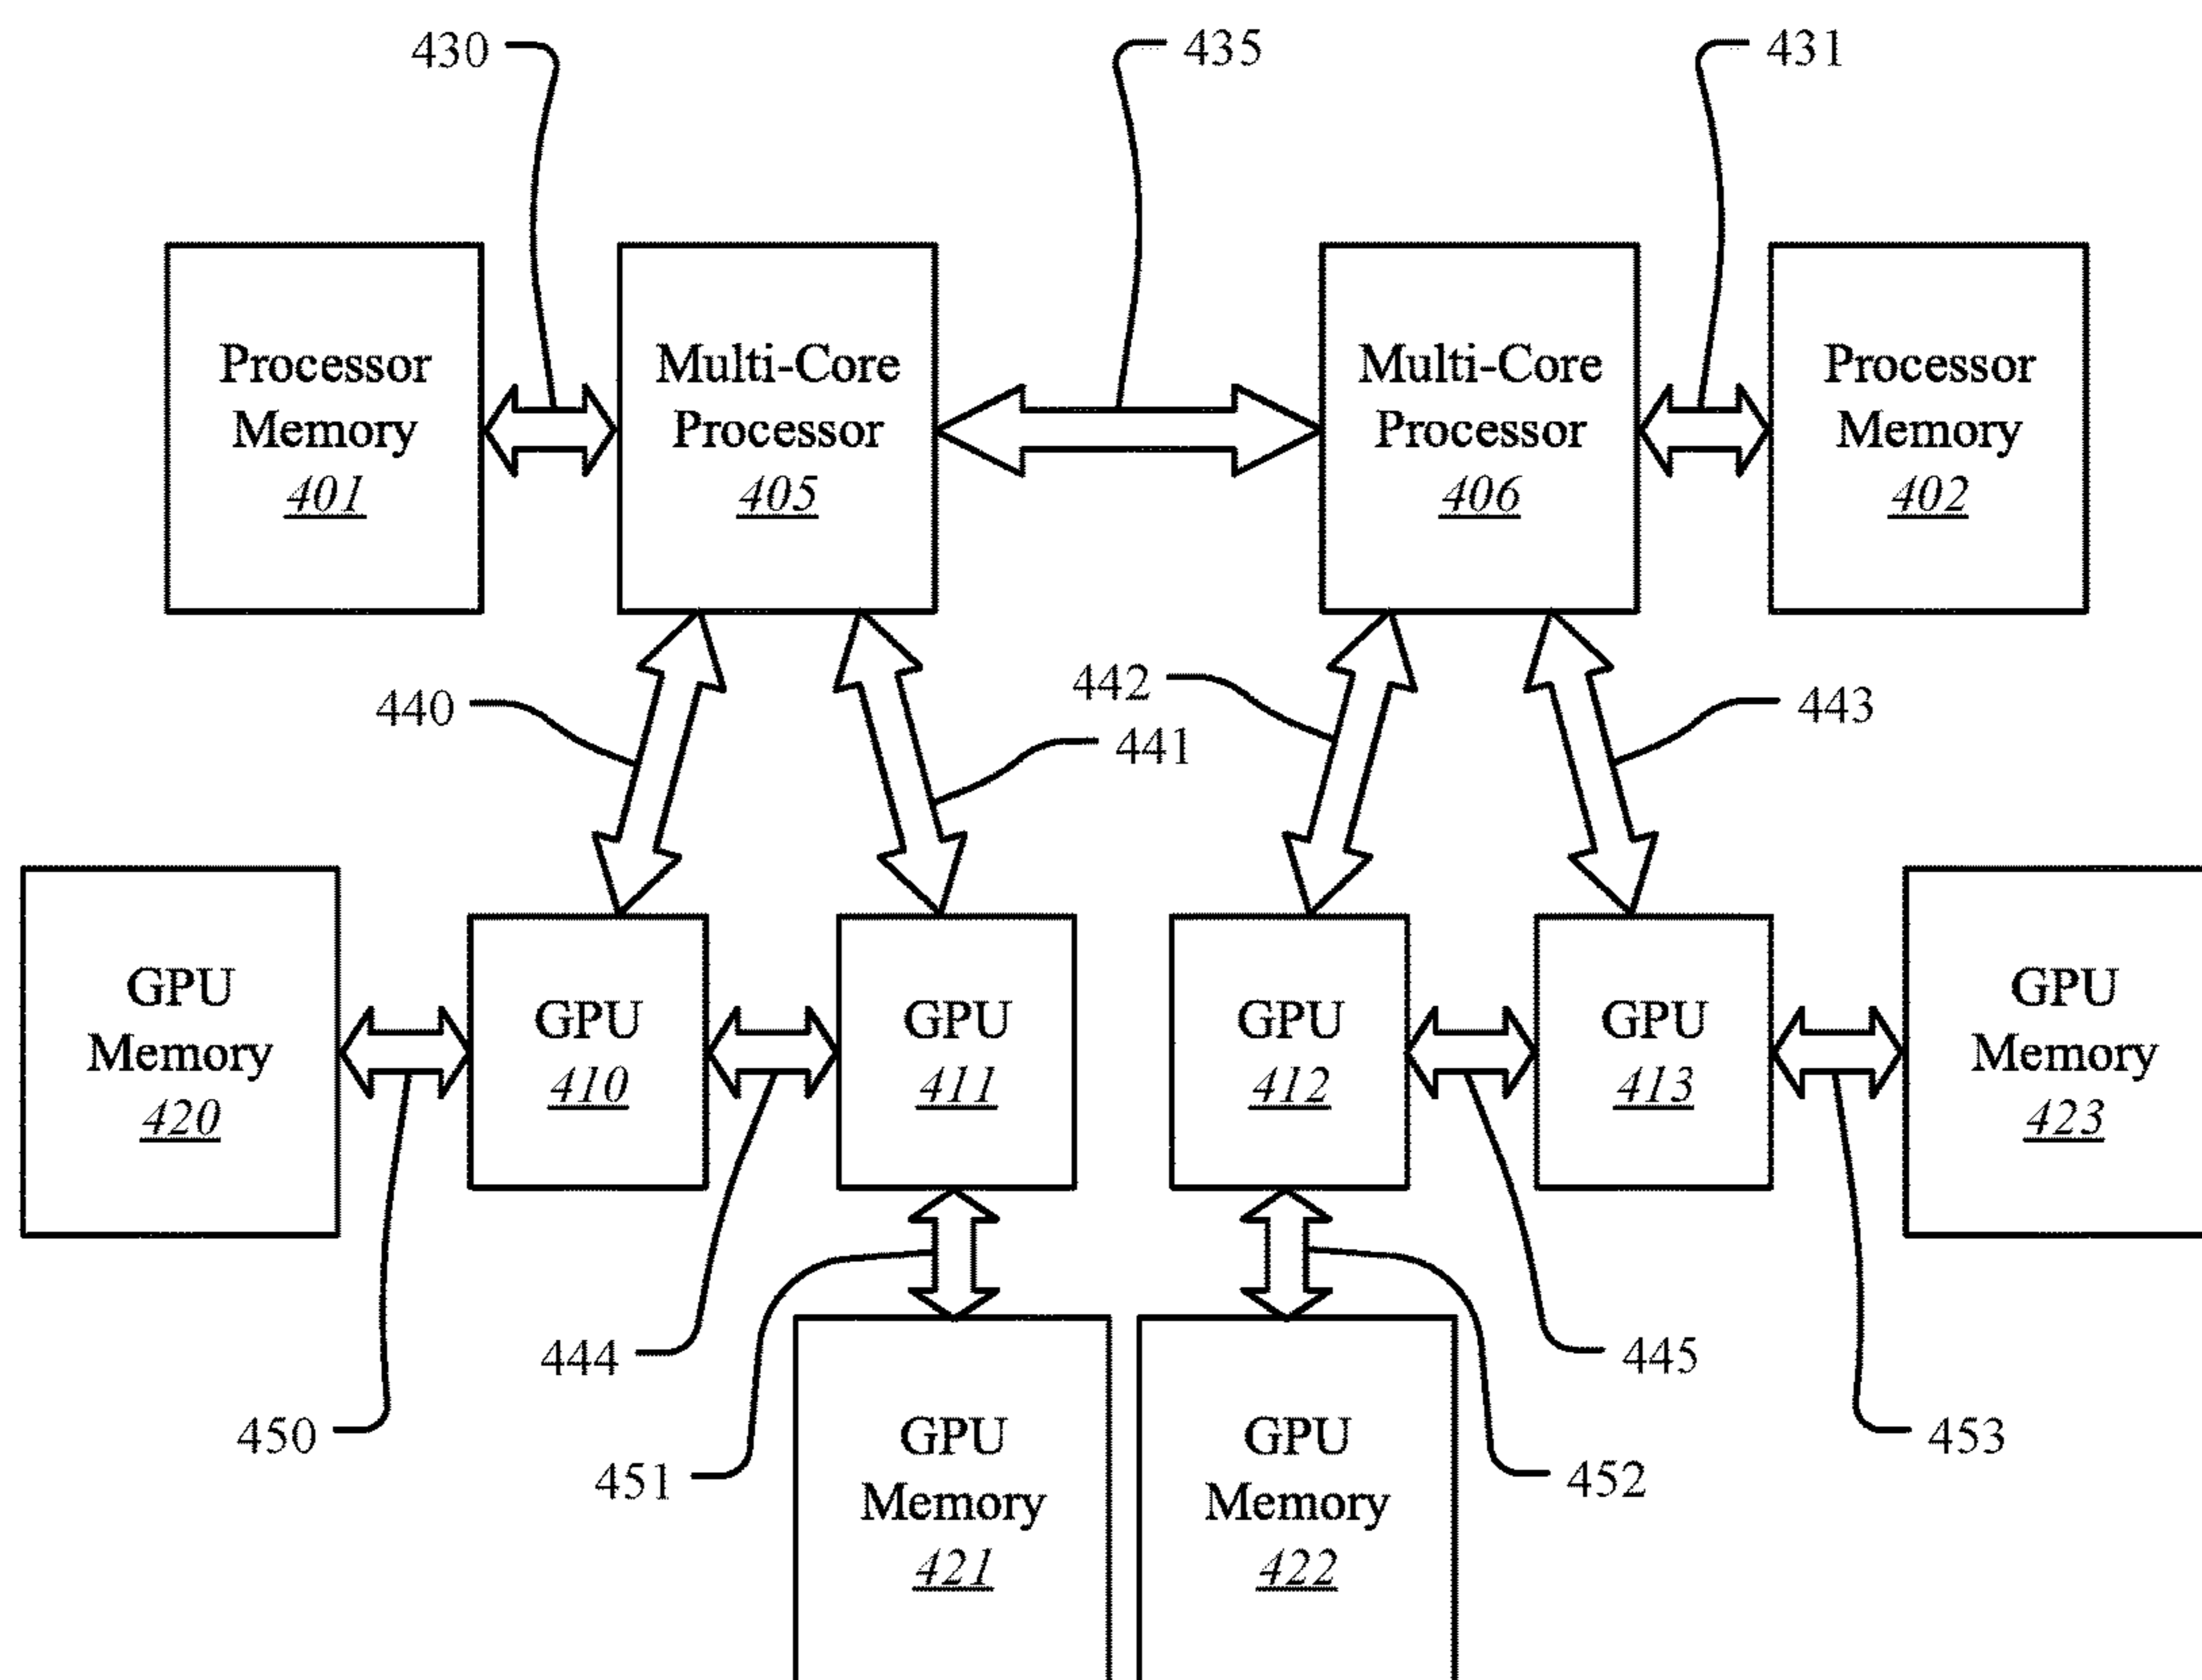 430
435
431
Processor
Memory
401
Multi-Core
Processor
405
Multi-Core
Processor
406
Processor
Memory
402
440
441
442
443
GPU
Memory
420
GPU
410
GPU
411
GPU
412
GPU
413
GPU
Memory
423
444
445
450
451
452
453
GPU
Memory
421
GPU
Memory
422